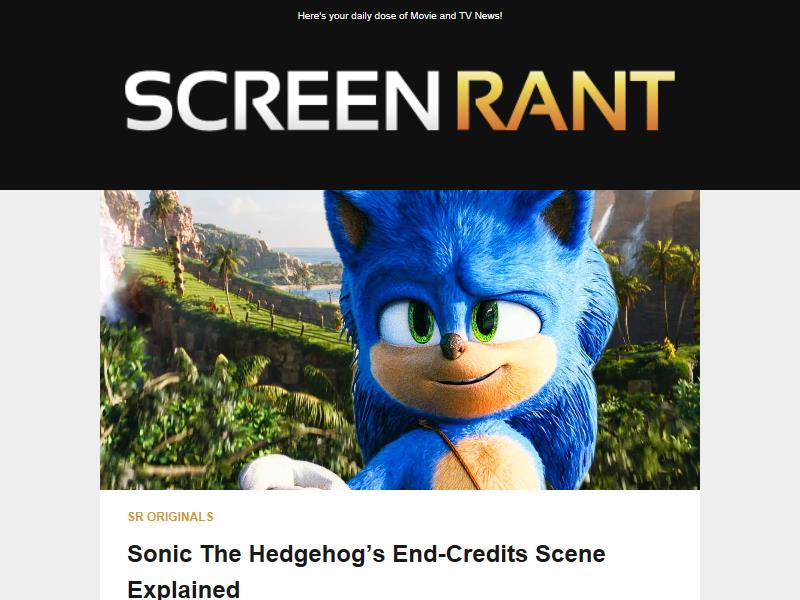 Here's your daily dose of Movie and TV News!
SCREEN RANT
SR ORIGINALS
Sonic The Hedgehog’s End-Credits Scene
Explained